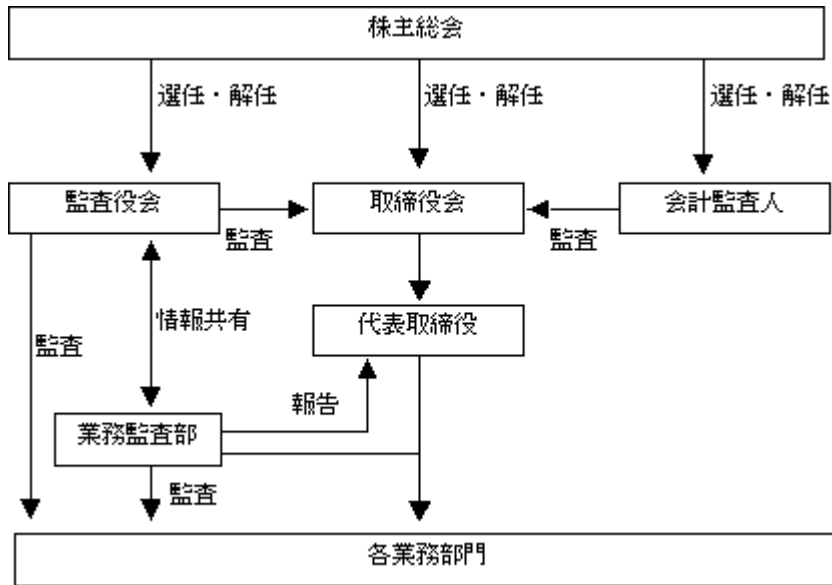 株主総会
選任・解任
選任・解任
選任・解任
監査役会
取締役会
会計監査人
監査
監査
情報共有
代表取締役
監査
報告
業務監査部
監査
各業務部門